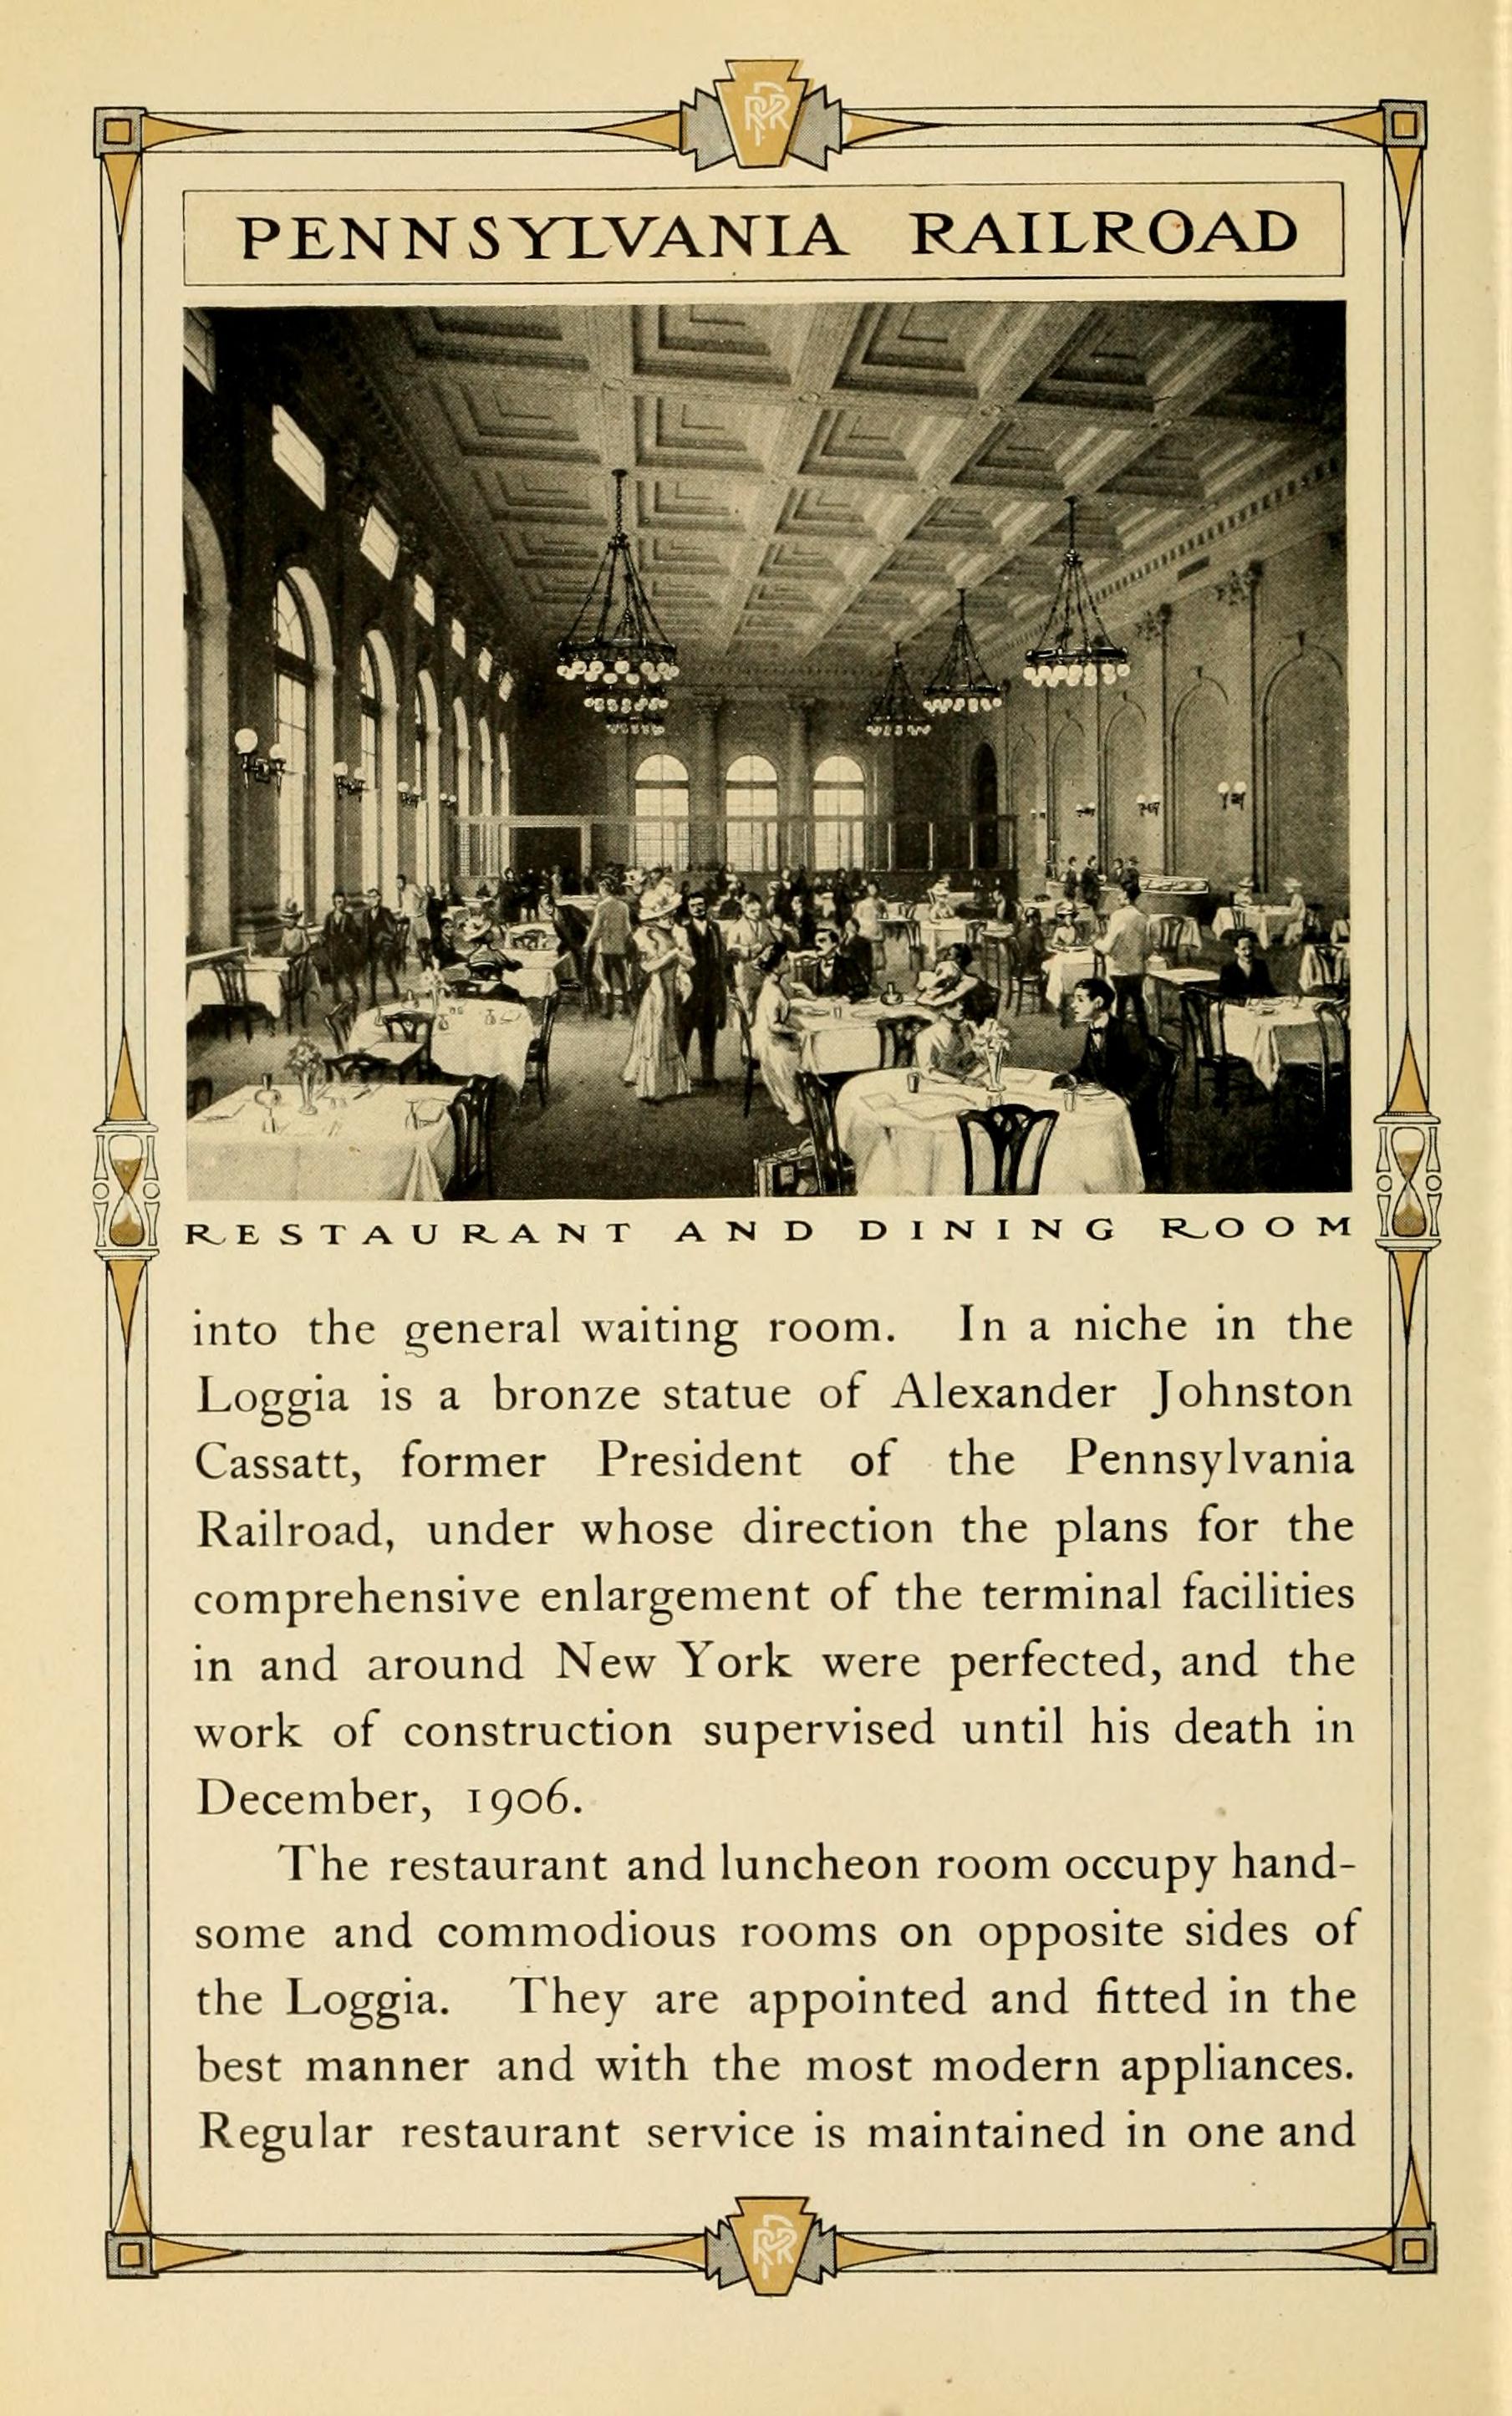 PRR
PENNSYLVANIA RAILROAD
RESTAURANT AND DINING ROOM
into the general waiting room. In a niche in the
Loggia is a bronze statue of Alexander Johnston
Cassatt, former President of the Pennsylvania
Railroad, under whose direction the plans for the
comprehensive enlargement of the terminal facilities
in and around New York were perfected, and the
work of construction supervised until his death in
December, 1906.
The restaurant and luncheon room occupy hand-
some and commodious rooms on opposite sides of
the Loggia. They are appointed and fitted in the
best manner and with the most modern appliances.
Regular restaurant service is maintained in one and
PRR